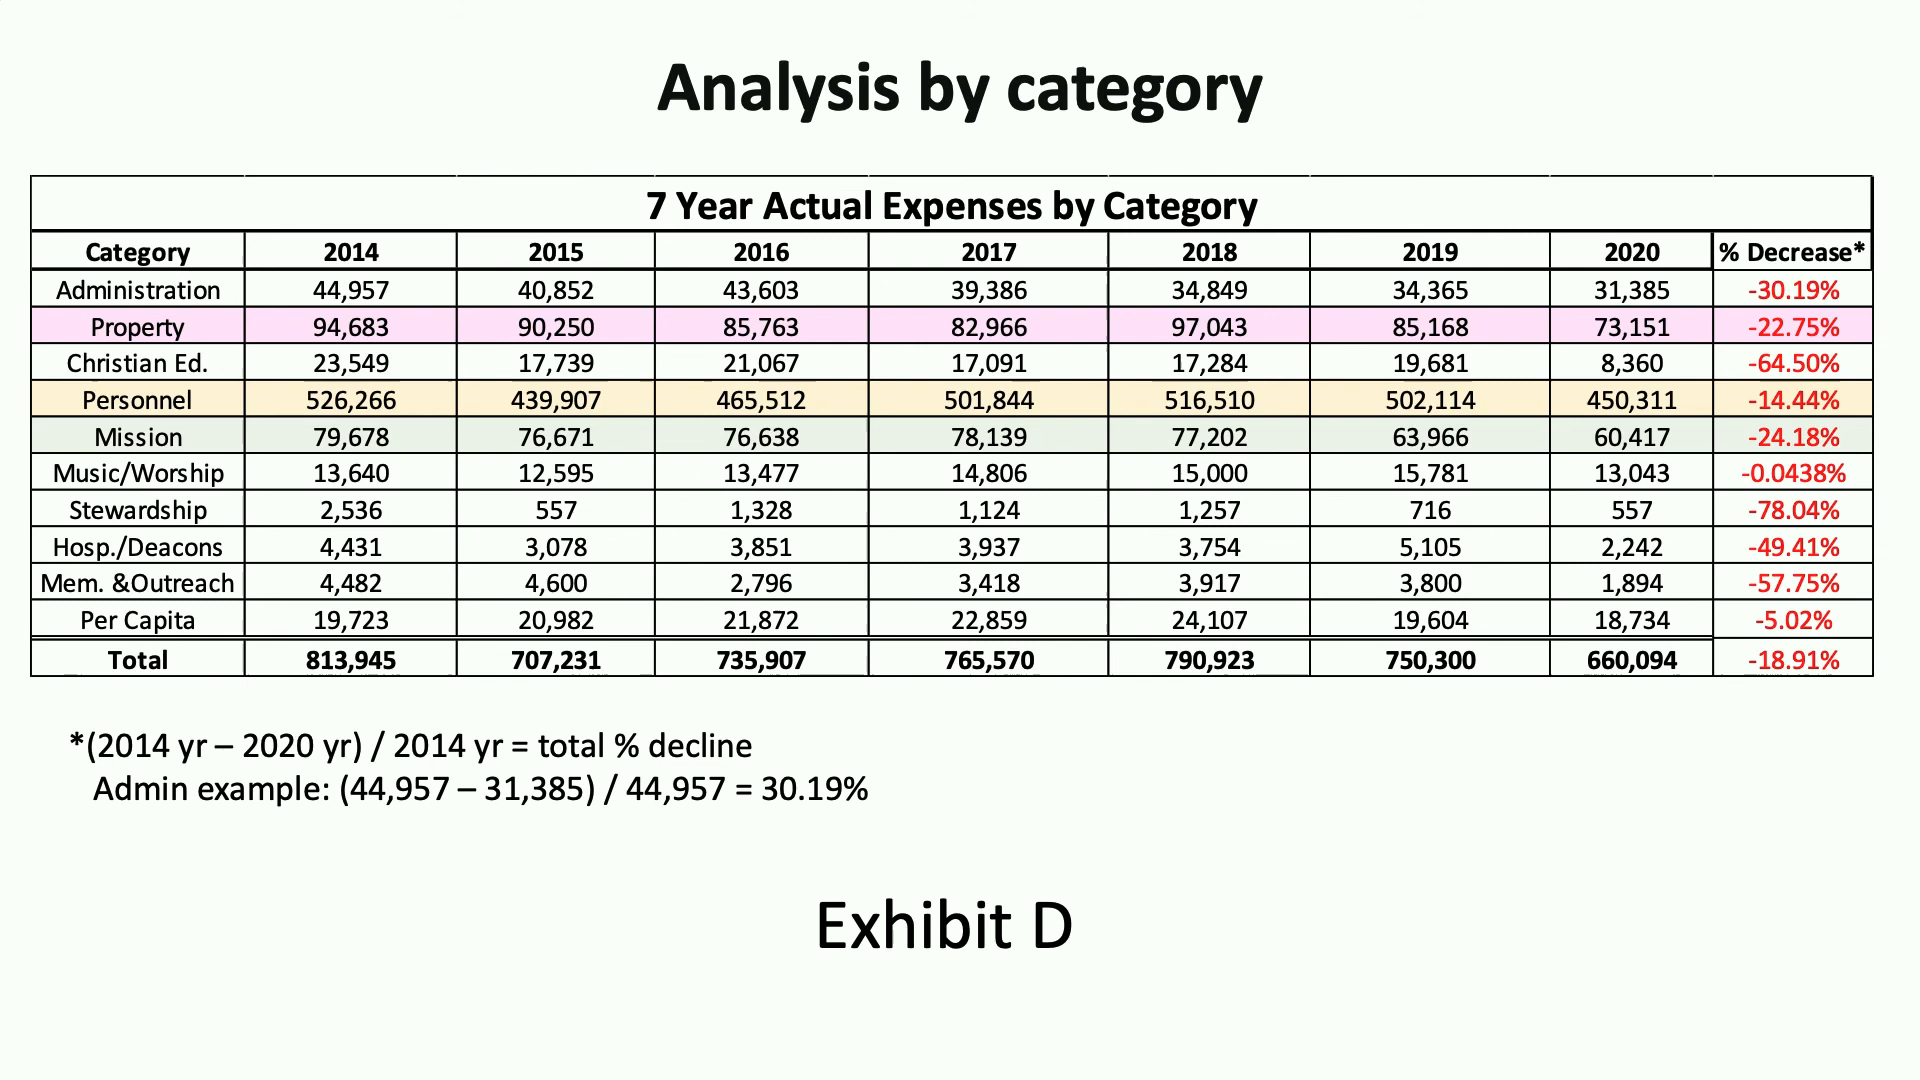 Analysis by category
7 Year Actual Expenses by Category
Category 2014 2015 2016 2017 2018 2019 2020 % Decrease*
Administration 44,957 40,852 43,603 39,386 34,849 34,365 31,385 -30.19%
Property 94,683 90,250 85,763 82,966 97,043 85,168 73,151 -22.75%
Christian Ed. 23,549 17,739 21,067 17,091 17,284 19,681 8,360 -64.50%
Personnel 526,266 439,907 465,512 501,844 516,510 502,114 450,311 -14.44%
Mission 79,678 76,671 76,638 78,139 77,202 63,966 60,417 -24.18%
Music/Worship 13,640 12,595 13,477 14,806 15,000 15,781 13,043 -0.0438%
Stewardship 2,536 557 1,328 1,124 1,257 716 557 -78.04%
Hosp./Deacons 4,431 3,078 3,851 3,937 3,754 5,105 2,242 -49.41%
Mem. &Outreach 4,482 4,600 2,796 3,418 3,917 3,800 1,894 -57.75%
Per Capita 19,723 20,982 21,872 22,859 24,107 19,604 18,734 -5.02%
Total 813,945 707,231 735,907 765,570 790,923 750,300 660,094 -18.91%
*(2014 yr – 2020 yr) / 2014 yr = total % decline
Admin example: (44,957 – 31,385) / 44,957 = 30.19%
Exhibit D